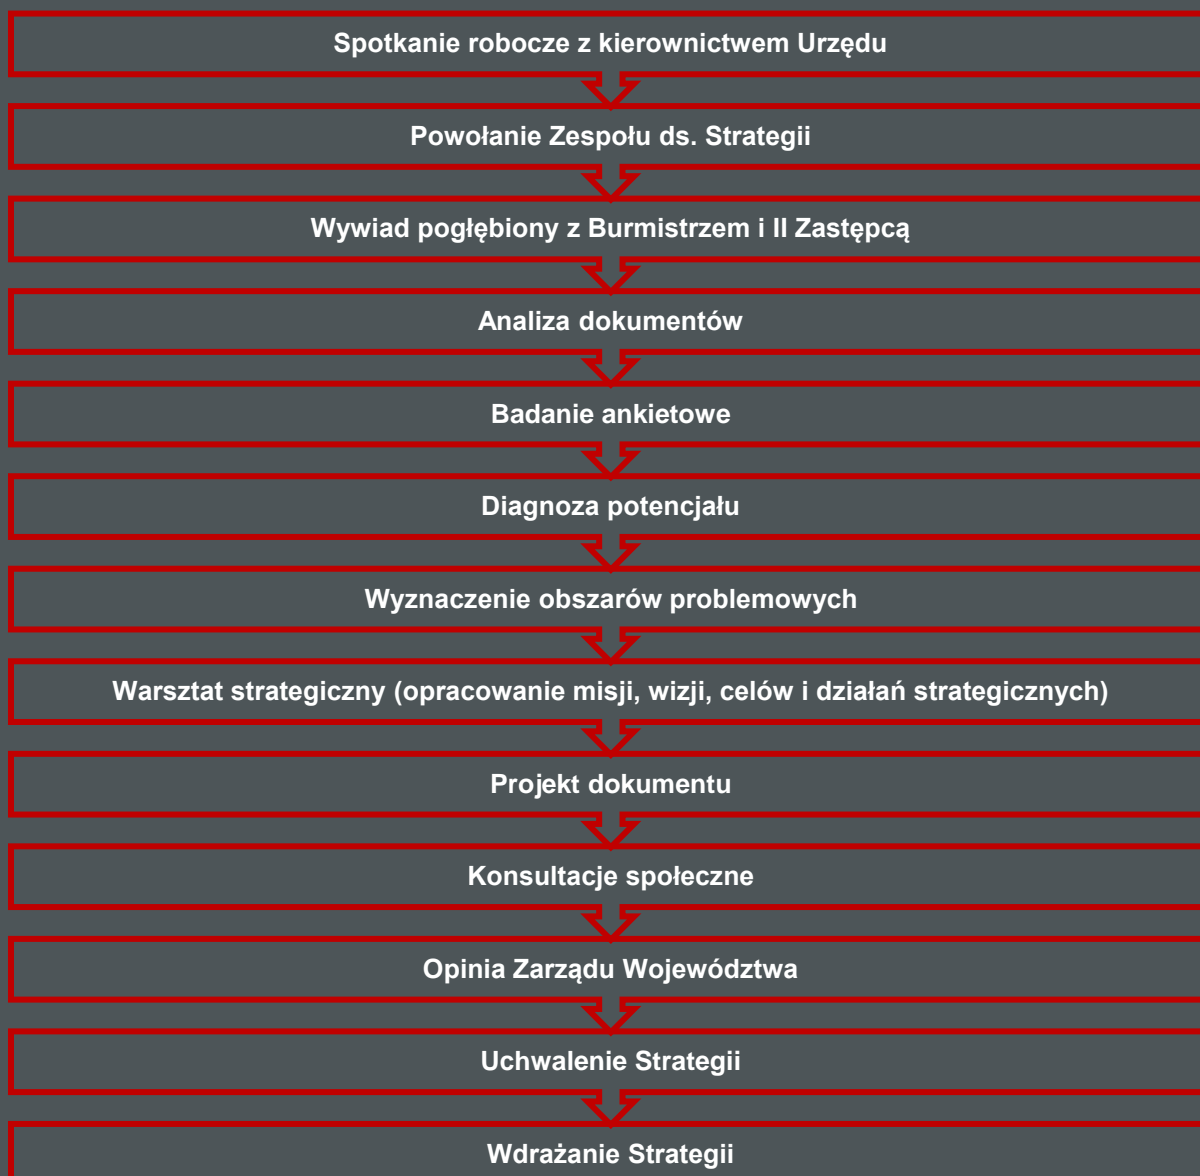 Spotkanie robocze z kierownictwem Urzędu
Powołanie Zespołu ds. Strategii
Wywiad pogłębiony z Burmistrzem i II Zastępcą
Analiza dokumentów
Badanie ankietowe
Diagnoza potencjału
Wyznaczenie obszarów problemowych
Warsztat strategiczny (opracowanie misji, wizji, celów i działań strategicznych)
Projekt dokumentu
Konsultacje społeczne
Opinia Zarządu Województwa
Uchwalenie Strategii
Wdrażanie Strategii